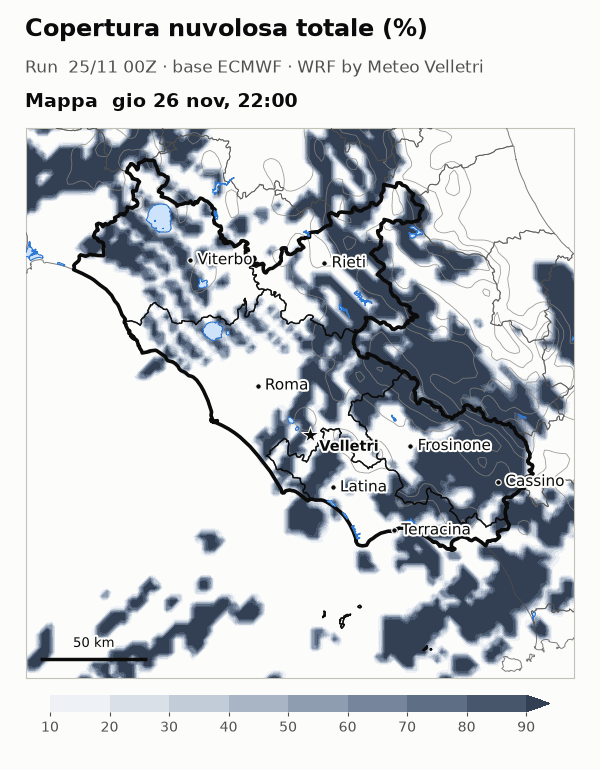 Copertura nuvolosa totale (%)
Run  25/11 00Z · base ECMWF · WRF by Meteo Velletri
Mappa  gio 26 nov, 22:00
Viterbo
Rieti
Roma
Velletri
Frosinone
Cassino
Latina
Terracina
50 km
10 20 30 40 50 60 70 80 90